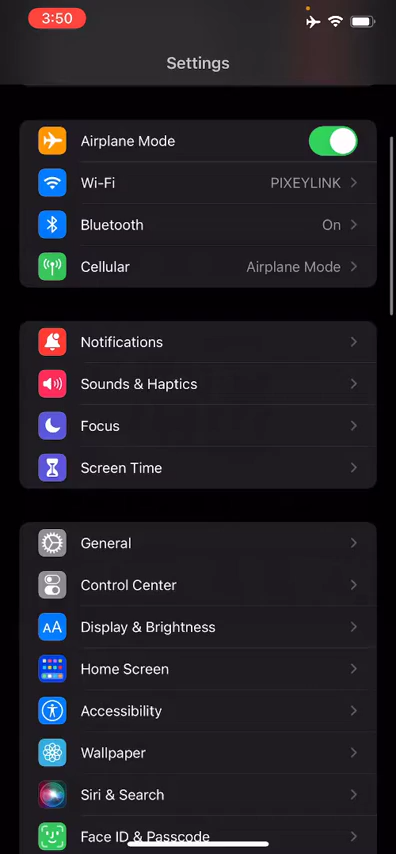 3:50
Settings
Airplane Mode
Wi-Fi PIXEYLINK
Bluetooth On
Cellular Airplane Mode
Notifications
Sounds & Haptics
Focus
Screen Time
General
Control Center
AA Display & Brightness
Home Screen
Accessibility
Wallpaper
Siri & Search
Face ID & Passcode